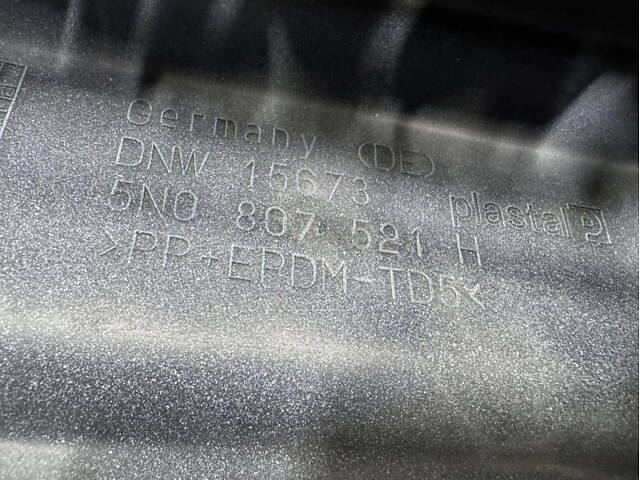 Germany (DE)
DNW 15673
5N0 807 521 H
plastal P
>PP+EPDM-TD5<